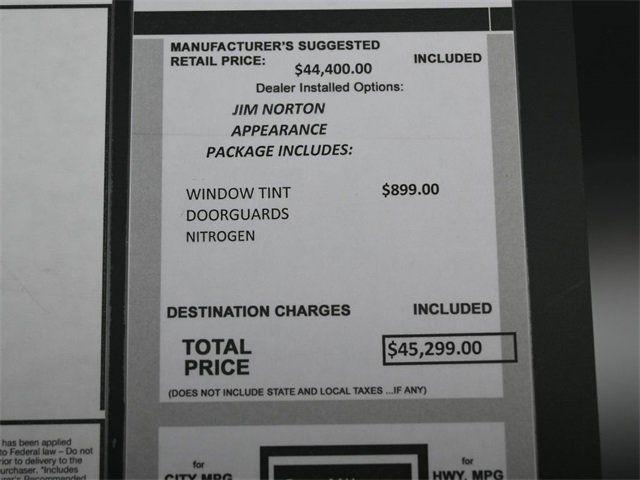 MANUFACTURER'S SUGGESTED
RETAIL PRICE: $44,400.00 INCLUDED
Dealer Installed Options:
JIM NORTON
APPEARANCE
PACKAGE INCLUDES:
WINDOW TINT $899.00
DOORGUARDS
NITROGEN
DESTINATION CHARGES INCLUDED
TOTAL
PRICE $45,299.00
(DOES NOT INCLUDE STATE AND LOCAL TAXES ...IF ANY)
has been applied
to Federal law – Do not
ior to delivery to the
urchaser. *Includes
urer's Recommended
for
CITY MPG
for
HWY. MPG